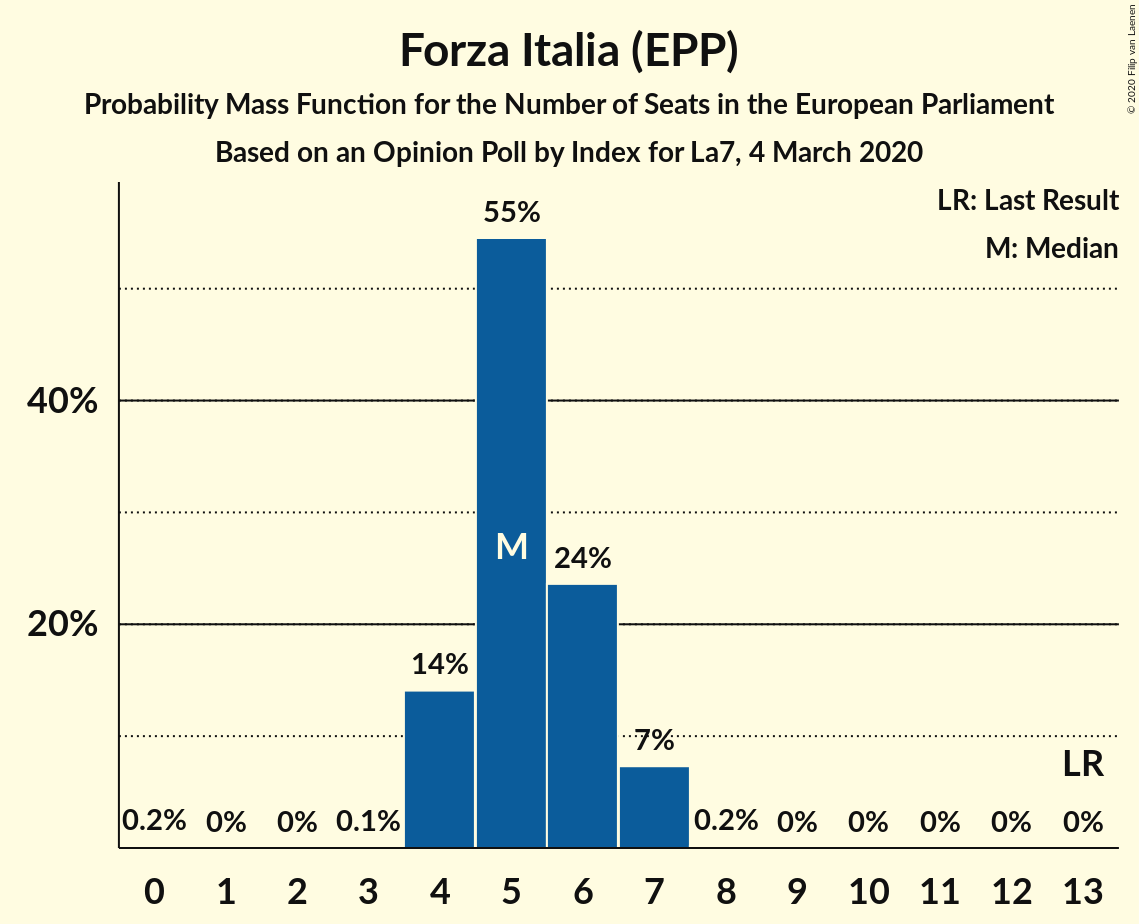 Forza Italia (EPP)
Probability Mass Function for the Number of Seats in the European Parliament
Based on an Opinion Poll by Index for La7, 4 March 2020
© 2020 Filip van Laenen
LR: Last Result
M: Median
55%
40%
M
24%
20%
14%
7%
LR
0.2% 0% 0% 0.1% 0.2% 0% 0% 0% 0% 0%
0 1 2 3 4 5 6 7 8 9 10 11 12 13